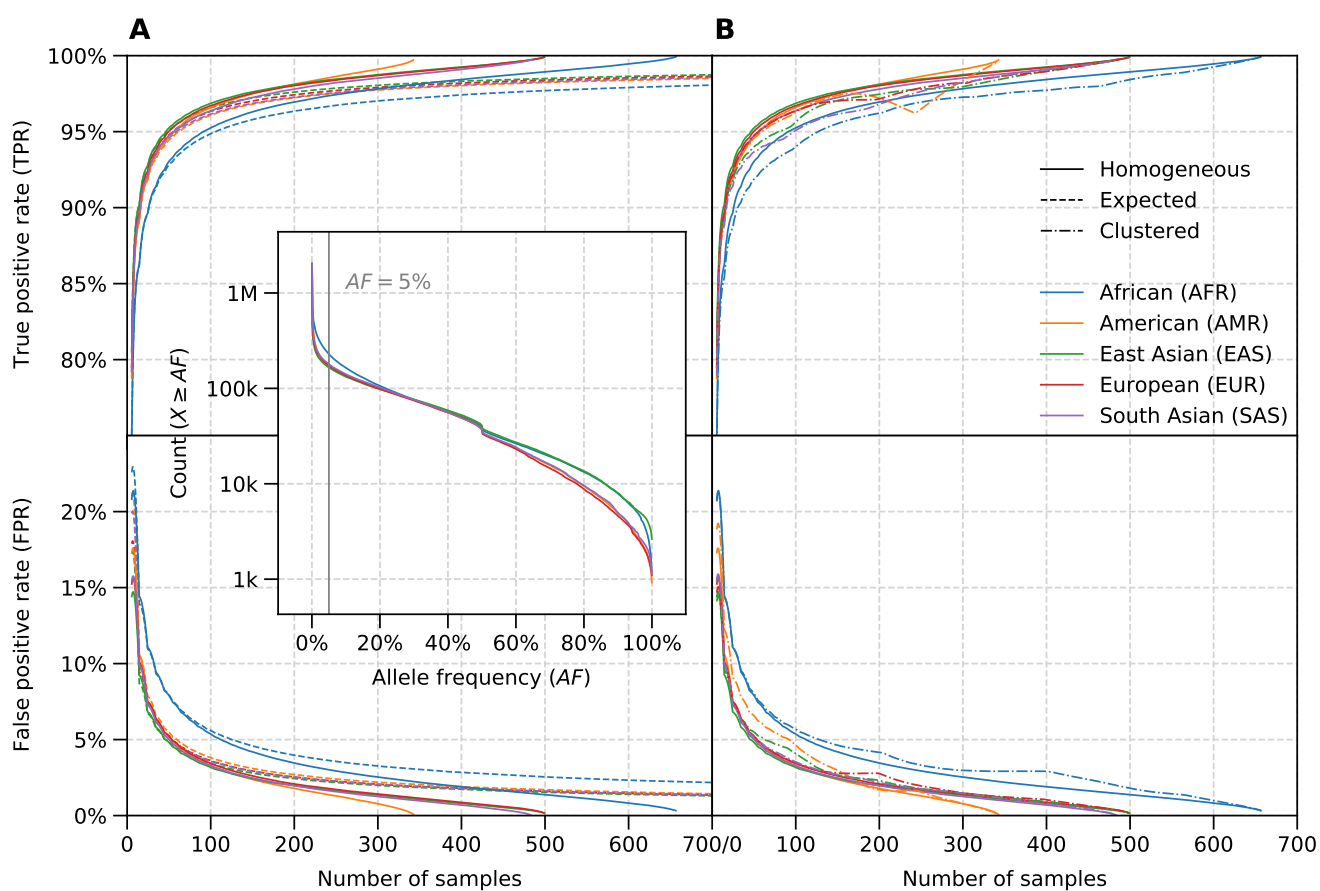 A
B
100%
95%
90%
85%
80%
True positive rate (TPR)
Homogeneous
Expected
Clustered
African (AFR)
American (AMR)
East Asian (EAS)
European (EUR)
South Asian (SAS)
AF = 5%
1M
100k
10k
1k
Count (X ≥ AF)
0% 20% 40% 60% 80% 100%
Allele frequency (AF)
20%
15%
10%
5%
0%
False positive rate (FPR)
0 100 200 300 400 500 600 700/0 100 200 300 400 500 600 700
Number of samples
Number of samples